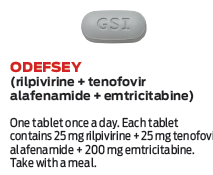 GSI
ODEFSEY
(rilpivirine + tenofovir
alafenamide + emtricitabine)
One tablet once a day. Each tablet
contains 25 mg rilpivirine + 25 mg tenofovi
alafenamide + 200 mg emtricitabine.
Take with a meal.